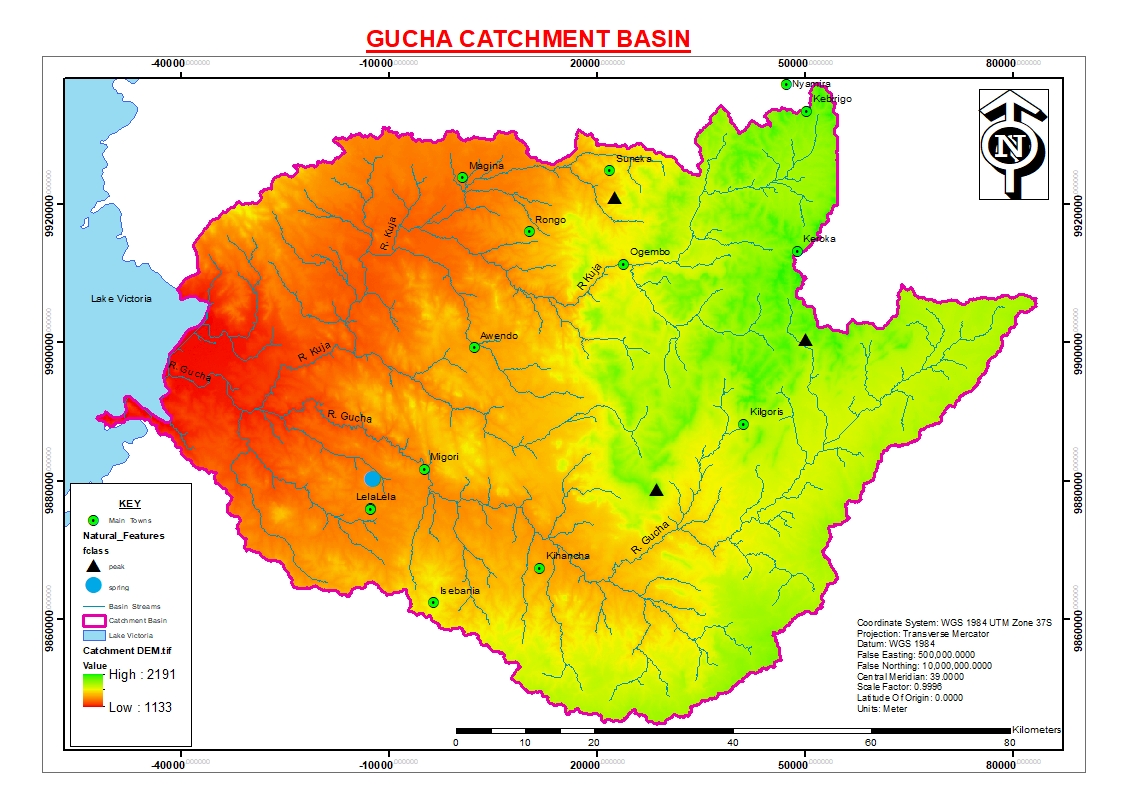 GUCHA CATCHMENT BASIN
-40000 -10000 20000 50000 80000
Nyamira
Kebirigo
N
Suneka
Magina
9920000 9920000
Rongo
R. Kuja
Keroka
Ogembo
R.Kuja
Lake Victoria
Awendo
9900000 9900000
R. Kuja
R. Gucha
R. Gucha
Kilgoris
Migori
9880000 9880000
LelaLela
KEY
Main Towns
Natural_Features
fclass
peak
spring
Basin Streams
Catchment Basin
Lake Victoria
Catchment DEM.tif
Value
High : 2191
Low : 1133
R. Gucha
Kihancha
Isebania
9860000 9860000
Coordinate System: WGS 1984 UTM Zone 37S
Projection: Transverse Mercator
Datum: WGS 1984
False Easting: 500,000.0000
False Northing: 10,000,000.0000
Central Meridian: 39.0000
Scale Factor: 0.9996
Latitude Of Origin: 0.0000
Units: Meter
Kilometers
0 10 20 40 60 80
-40000 -10000 20000 50000 80000